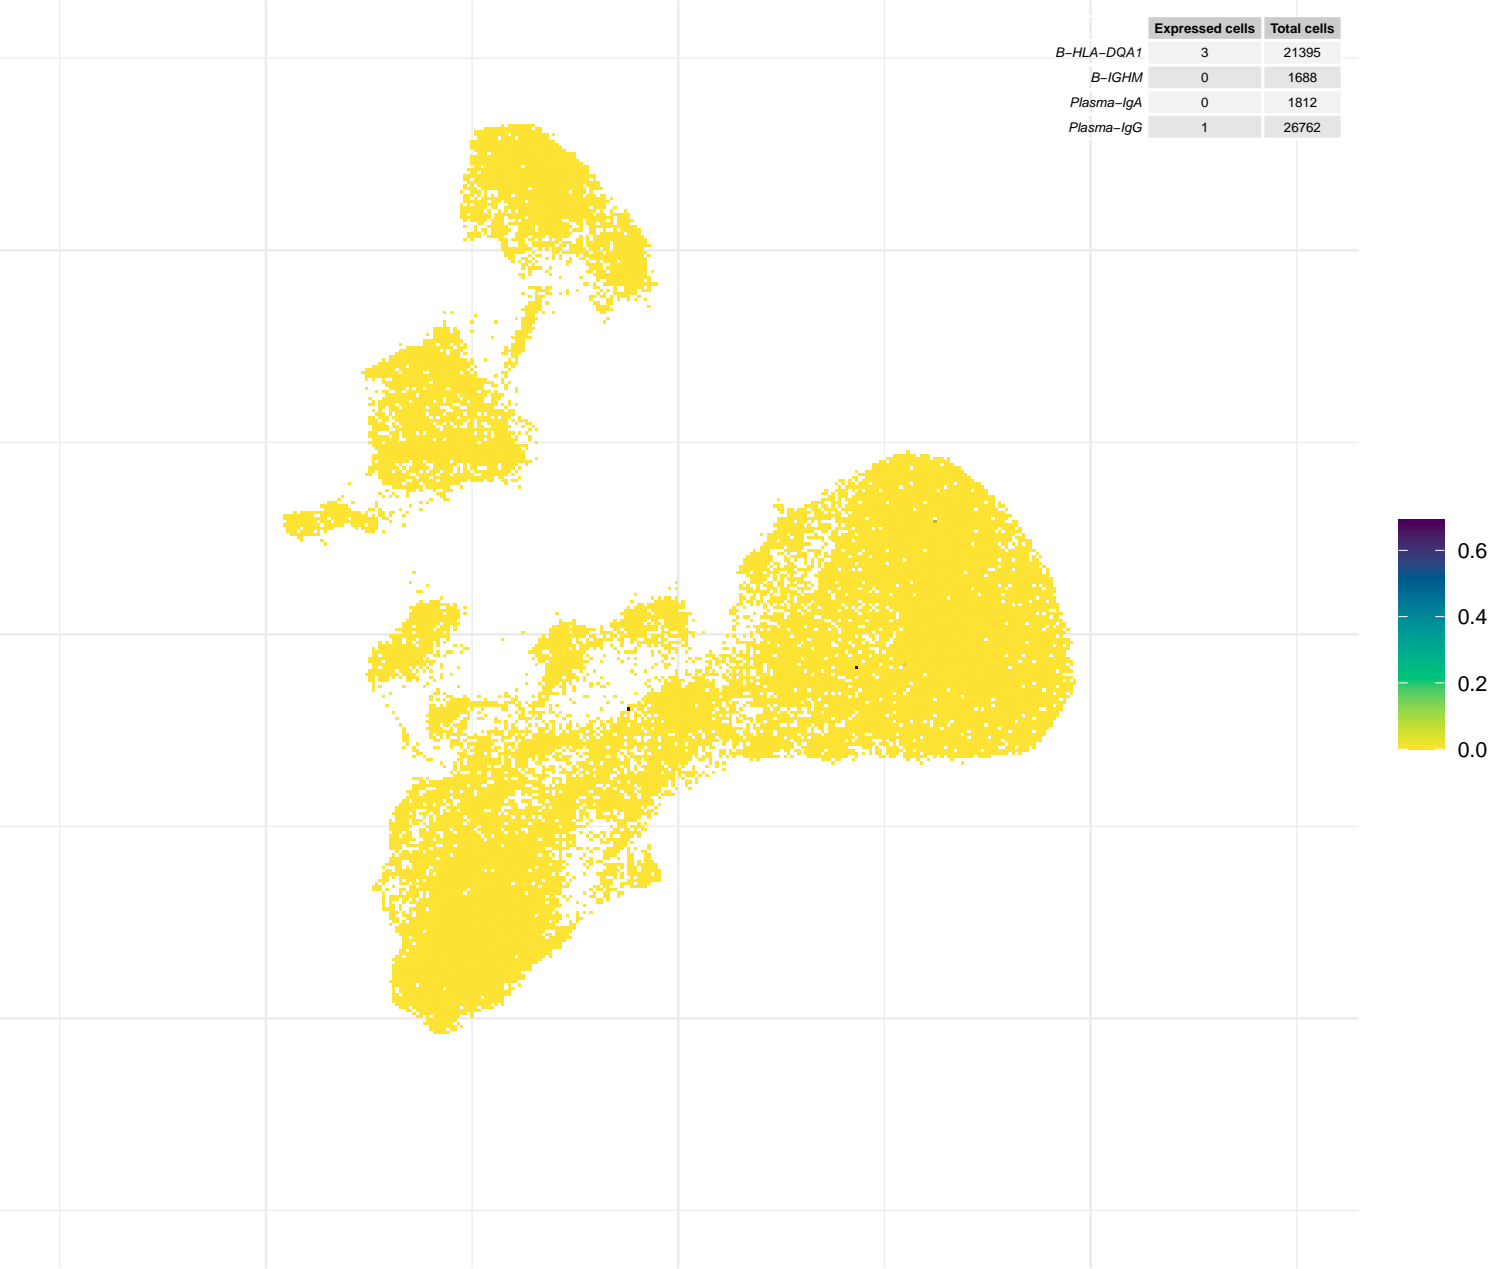 Expressed cells Total cells
B−HLA−DQA1 3 21395
B−IGHM 0 1688
Plasma−IgA 0 1812
Plasma−IgG 1 26762
0.6
0.4
0.2
0.0